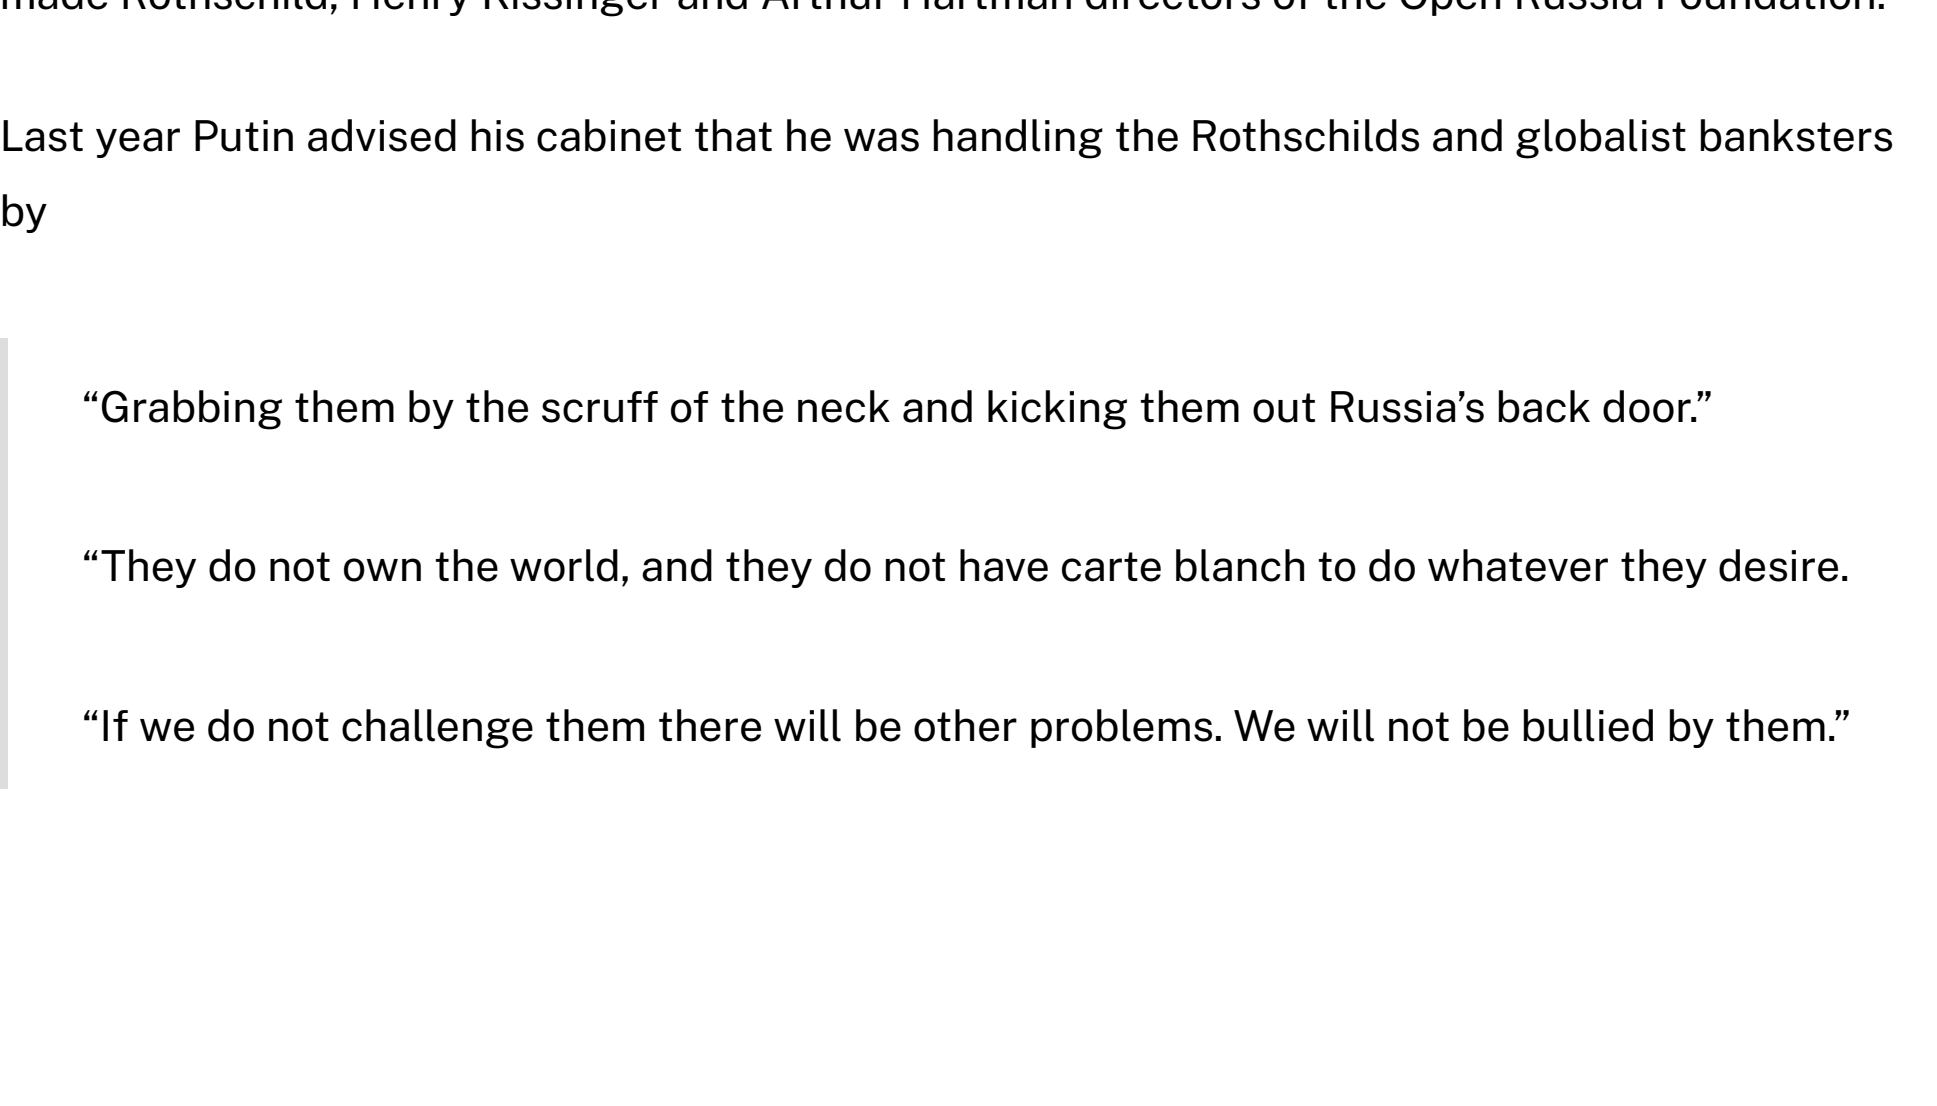 made Rothschild, Henry Kissinger and Arthur Hartman directors of the Open Russia Foundation.
Last year Putin advised his cabinet that he was handling the Rothschilds and globalist banksters
by
“Grabbing them by the scruff of the neck and kicking them out Russia’s back door.”
“They do not own the world, and they do not have carte blanch to do whatever they desire.
“If we do not challenge them there will be other problems. We will not be bullied by them.”